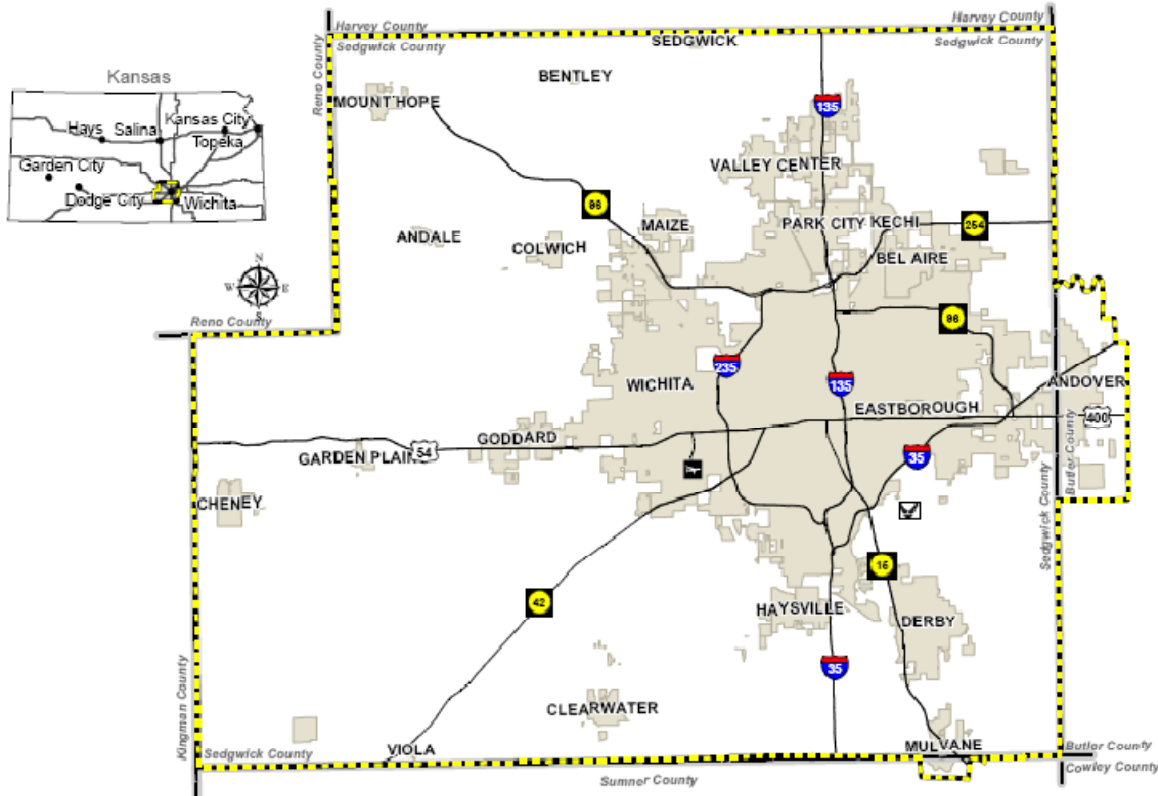 Harvey County
Sedgwick County
Harvey County
Sedgwick County
Reno County
SEDGWICK
BENTLEY
MOUNT HOPE
135
VALLEY CENTER
Kansas
Hays
Salina
Kansas City
Topeka
Garden City
Dodge City
Wichita
96
MAIZE
PARK CITY
KECHI
254
ANDALE
COLWICH
BEL AIRE
N
W
E
S
Reno County
96
235
WICHITA
135
ANDOVER
EASTBOROUGH
400
GODDARD
54
GARDEN PLAINE
35
Butler County
Sedgwick County
CHENEY
15
42
HAYSVILLE
DERBY
35
CLEARWATER
Kingman County
Sedgwick County
VIOLA
MULVANE
Butler County
Cowley County
Sumner County